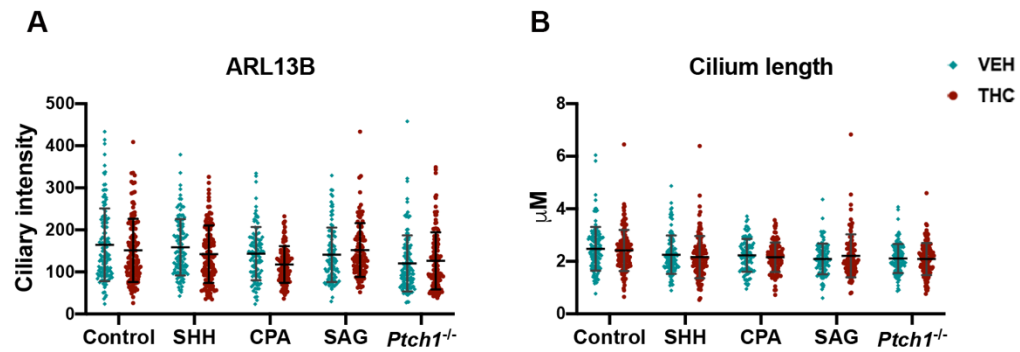 A
ARL13B
Ciliary intensity
500
400
300
200
100
0
Control SHH CPA SAG Ptch1-/-
B
Cilium length
VEH
THC
μM
8
6
4
2
0
Control SHH CPA SAG Ptch1-/-